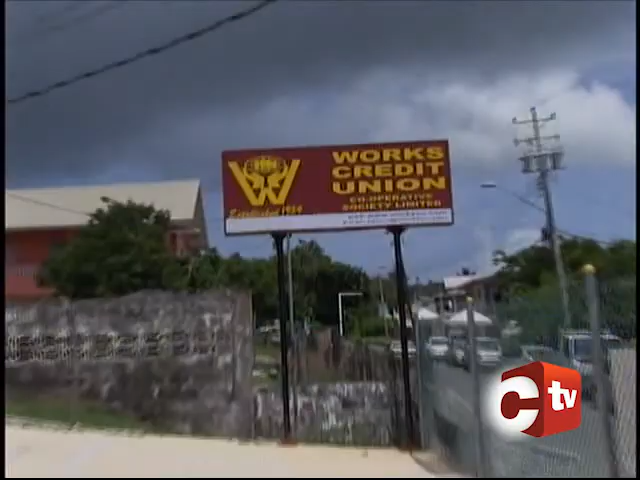 WORKS
CREDIT
UNION
CO-OPERATIVE
SOCIETY LIMITED
W
Established 1954
C tv